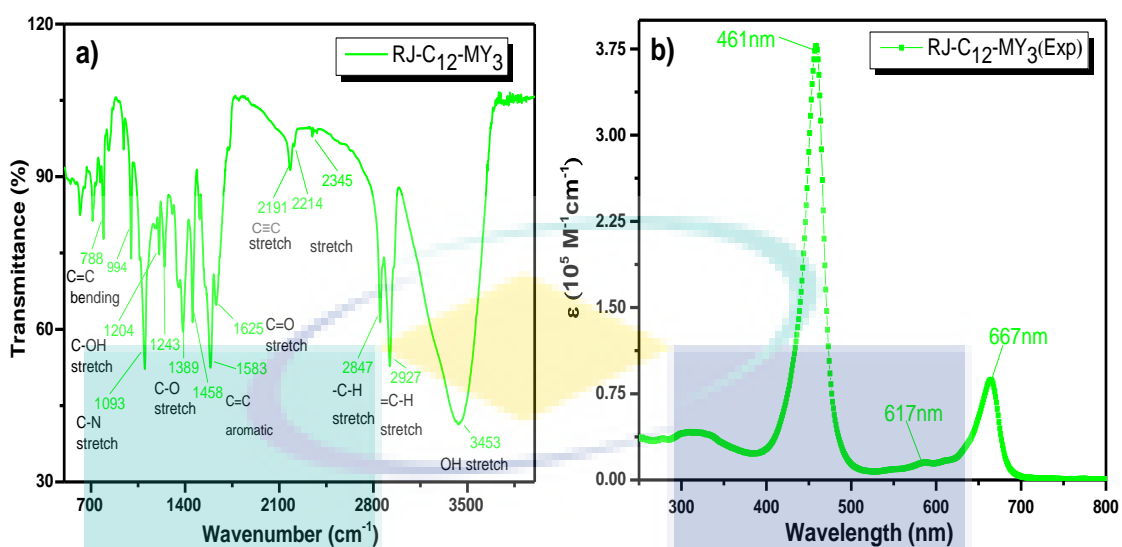 a)
RJ-C12-MY3
120
90
60
30
Transmittance (%)
2191
2214
2345
C≡C
stretch
stretch
788
994
C=C
bending
1204
1243
1625
C=O
stretch
C-OH
stretch
1093
1389
1583
1458
C-O
stretch
C=C
aromatic
C-N
stretch
2847
2927
-C-H
stretch
=C-H
stretch
3453
OH stretch
700 1400 2100 2800 3500
Wavenumber (cm-1)
b)
461nm
RJ-C12-MY3(Exp)
3.75
3.00
2.25
1.50
0.75
0.00
ε (105 M-1cm-1)
617nm
667nm
300 400 500 600 700 800
Wavelength (nm)